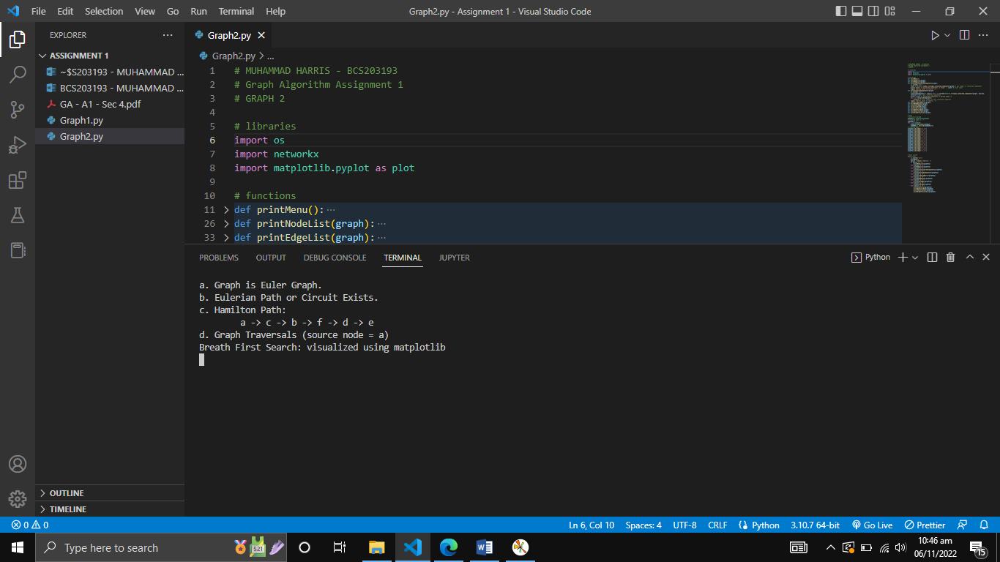 File Edit Selection View Go Run Terminal Help Graph2.py - Assignment 1 - Visual Studio Code
EXPLORER
ASSIGNMENT 1
~$S203193 - MUHAMMAD ...
BCS203193 - MUHAMMAD ...
GA - A1 - Sec 4.pdf
Graph1.py
Graph2.py
OUTLINE
TIMELINE
Graph2.py
Graph2.py > ...
1 # MUHAMMAD HARRIS - BCS203193
2 # Graph Algorithm Assignment 1
3 # GRAPH 2
4
5 # libraries
6 import os
7 import networkx
8 import matplotlib.pyplot as plot
9
10 # functions
11 > def printMenu(): ...
26 > def printNodeList(graph): ...
33 > def printEdgeList(graph): ...
PROBLEMS OUTPUT DEBUG CONSOLE TERMINAL JUPYTER Python
a. Graph is Euler Graph.
b. Eulerian Path or Circuit Exists.
c. Hamilton Path:
a -> c -> b -> f -> d -> e
d. Graph Traversals (source node = a)
Breath First Search: visualized using matplotlib
0 0 Ln 6, Col 10 Spaces: 4 UTF-8 CRLF Python 3.10.7 64-bit Go Live Prettier
Type here to search 521 10:46 am
06/11/2022 15